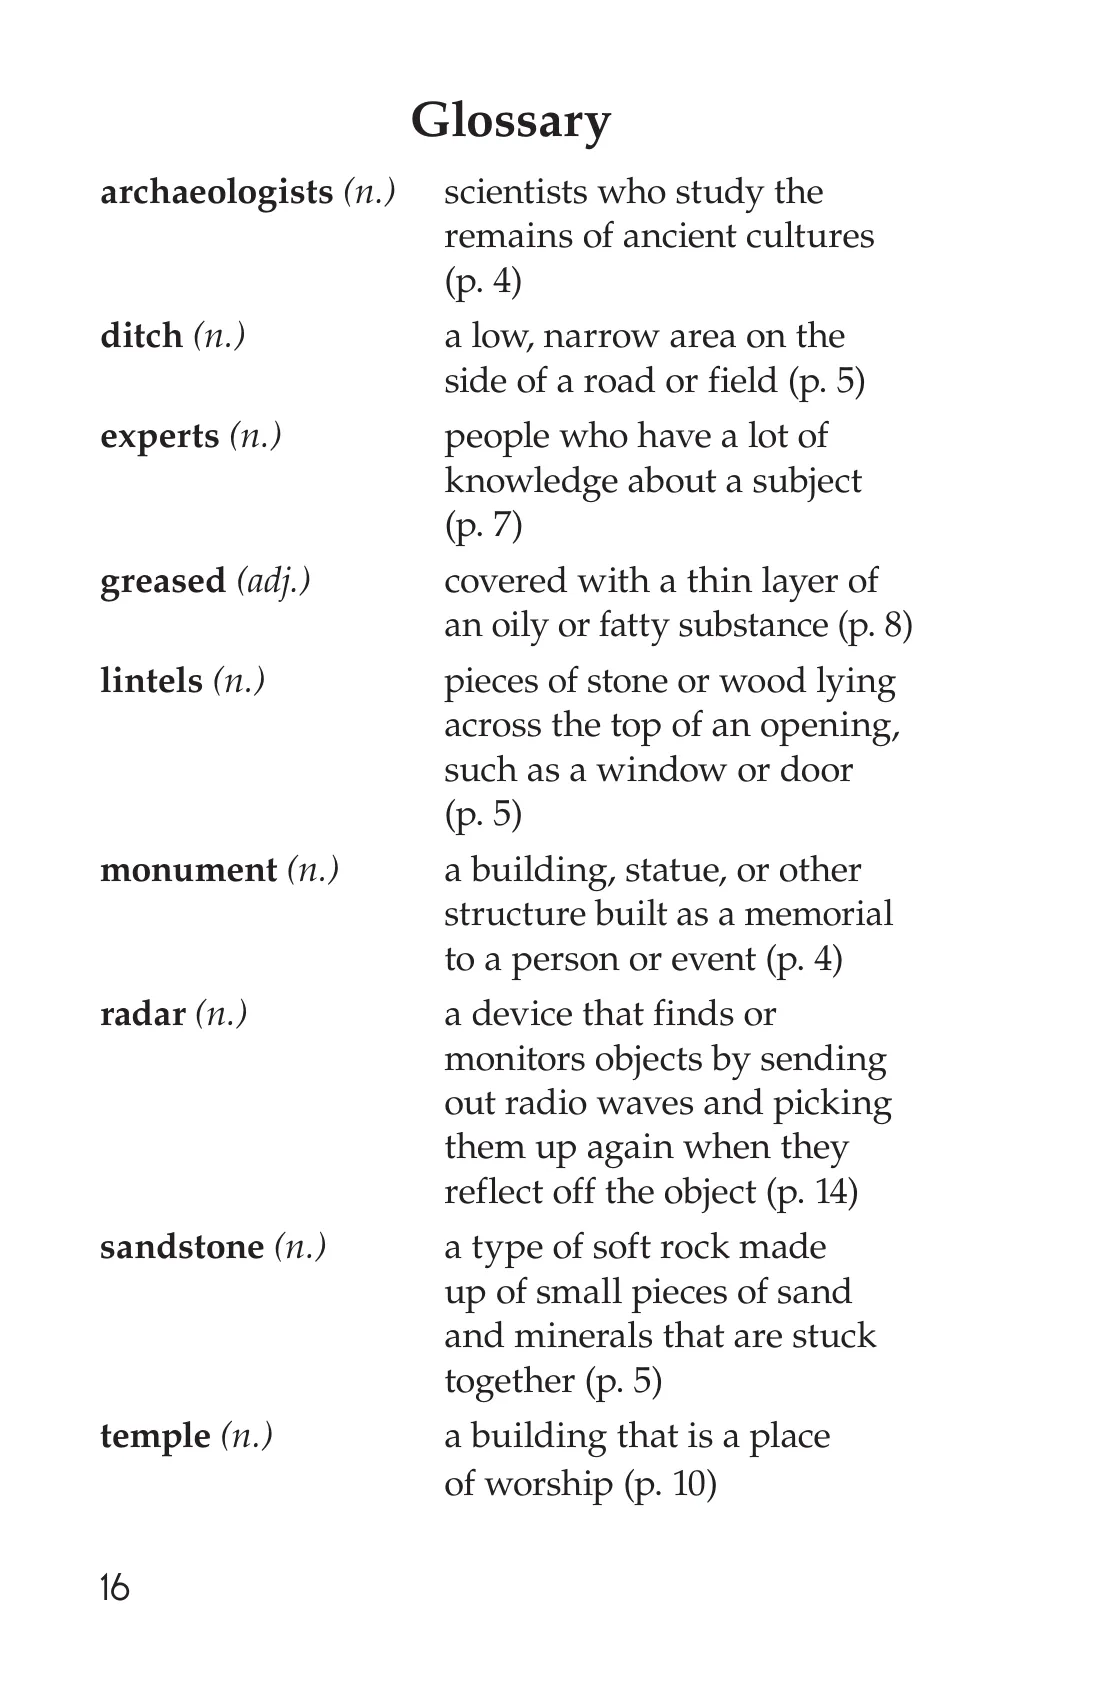 Glossary
archaeologists (n.) scientists who study the
remains of ancient cultures
(p. 4)
ditch (n.) a low, narrow area on the
side of a road or field (p. 5)
experts (n.) people who have a lot of
knowledge about a subject
(p. 7)
greased (adj.) covered with a thin layer of
an oily or fatty substance (p. 8)
lintels (n.) pieces of stone or wood lying
across the top of an opening,
such as a window or door
(p. 5)
monument (n.) a building, statue, or other
structure built as a memorial
to a person or event (p. 4)
radar (n.) a device that finds or
monitors objects by sending
out radio waves and picking
them up again when they
reflect off the object (p. 14)
sandstone (n.) a type of soft rock made
up of small pieces of sand
and minerals that are stuck
together (p. 5)
temple (n.) a building that is a place
of worship (p. 10)
16